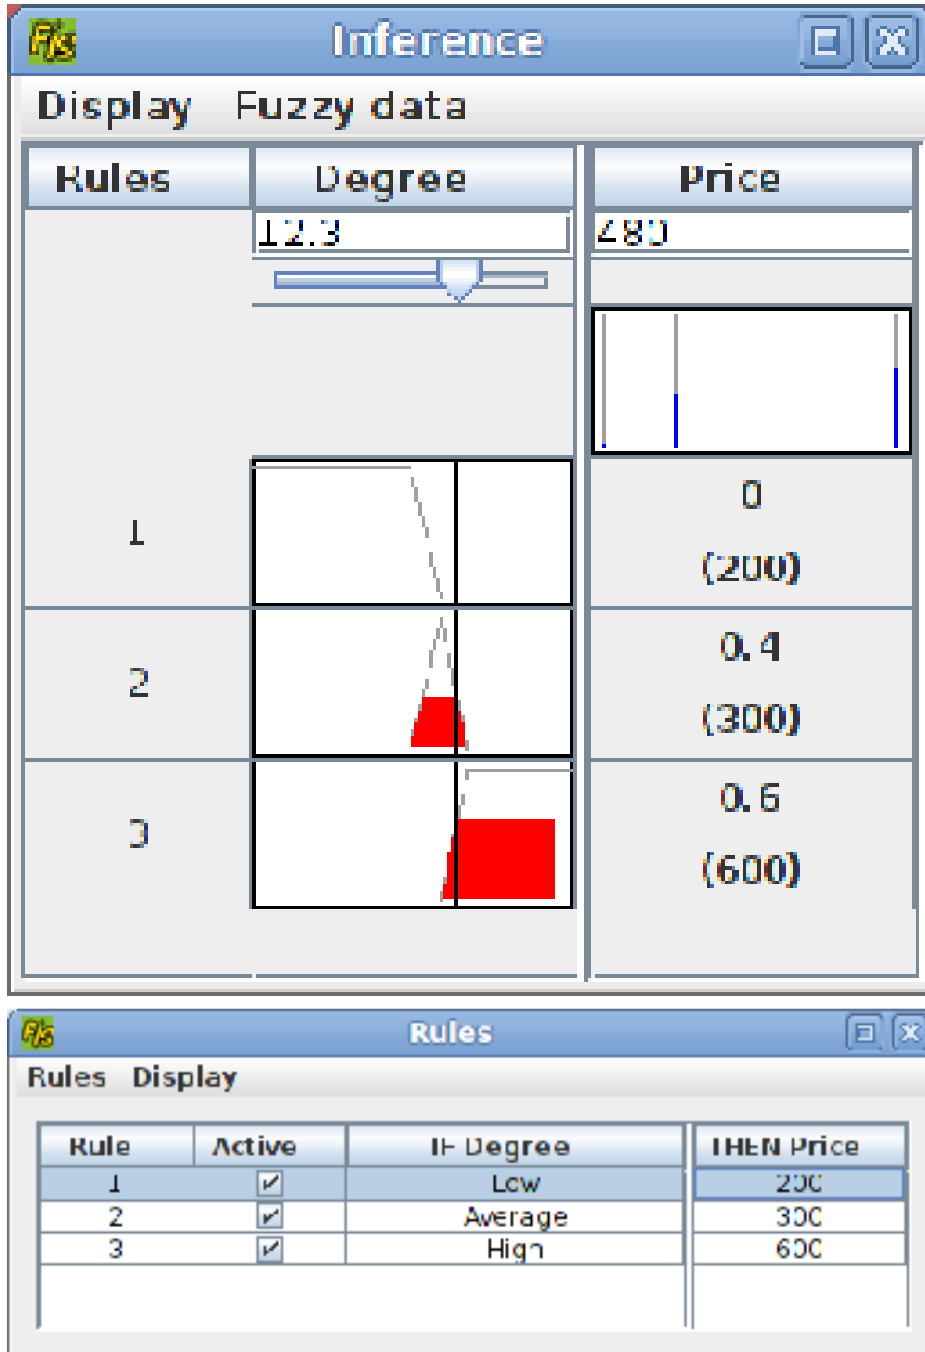 Fis Inference
Display Fuzzy data
Rules Degree Price
12.3 480
1 0
(200)
2 0.4
(300)
3 0.6
(600)
Fis Rules
Rules Display
Rule Active IF Degree THEN Price
1 Low 200
2 Average 300
3 High 600